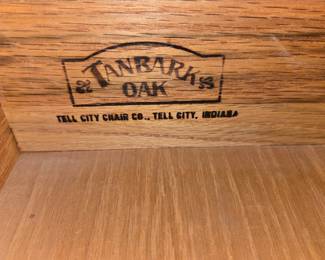 TANBARK
OAK
TELL CITY CHAIR CO., TELL CITY, INDIANA